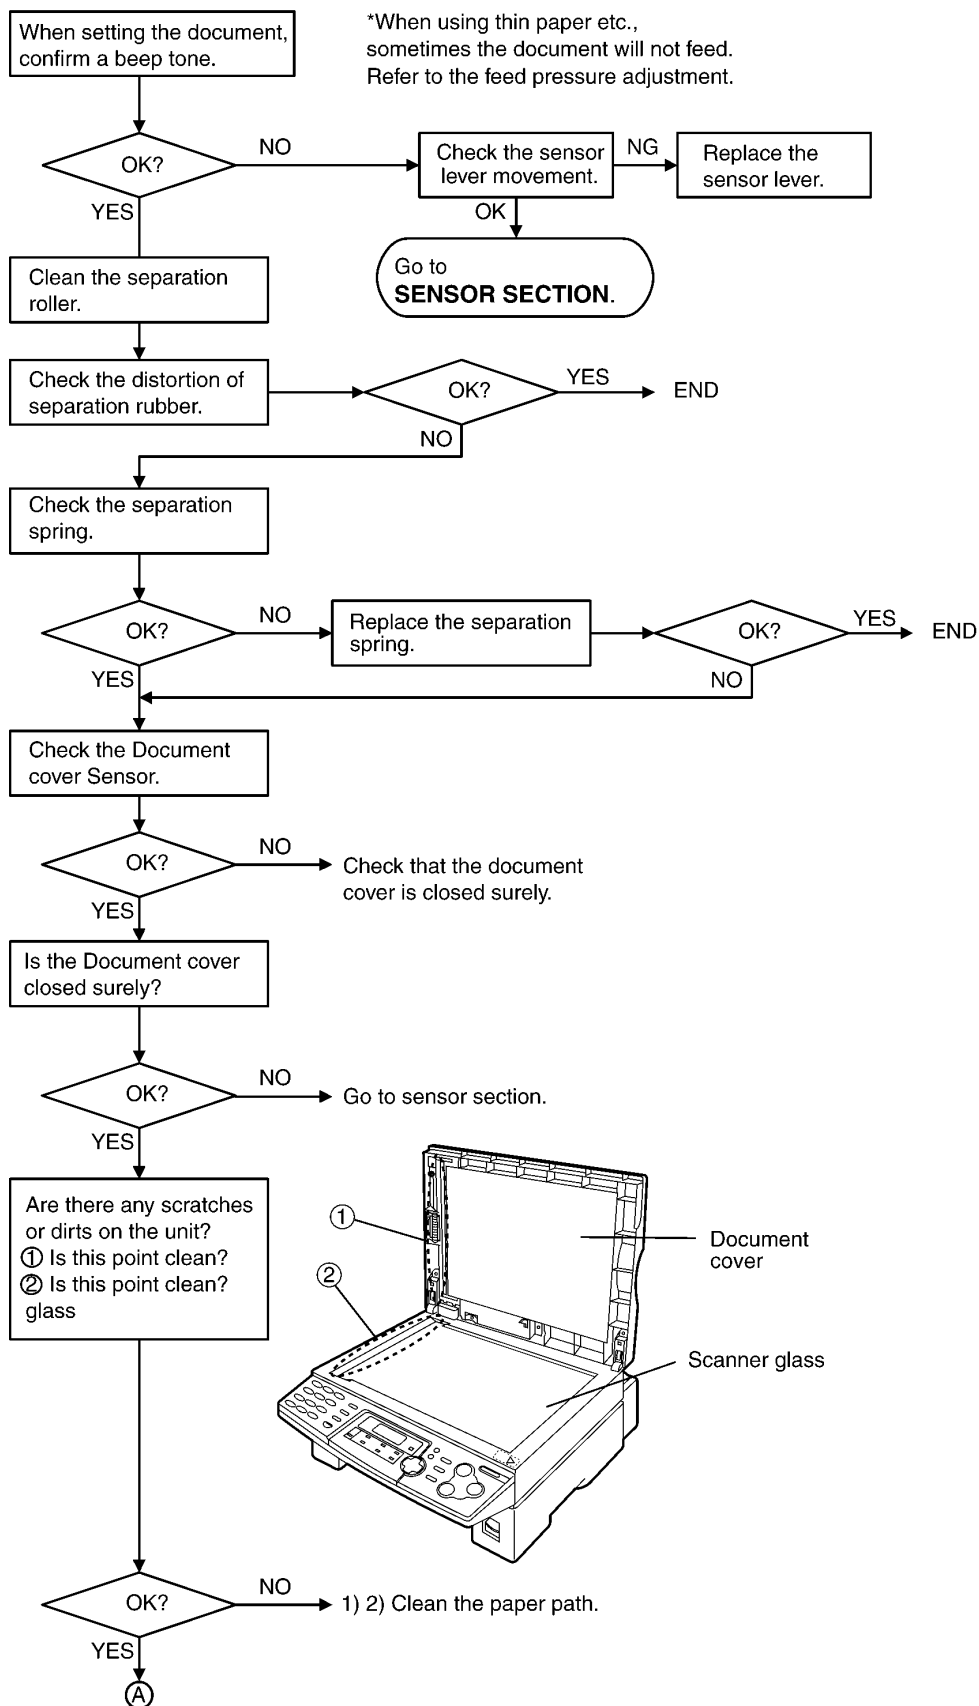 When setting the document,
confirm a beep tone.
*When using thin paper etc.,
sometimes the document will not feed.
Refer to the feed pressure adjustment.
OK?
NO
Check the sensor
lever movement.
NG
Replace the
sensor lever.
YES
OK
Go to
SENSOR SECTION.
Clean the separation
roller.
Check the distortion of
separation rubber.
OK?
YES
END
NO
Check the separation
spring.
OK?
NO
Replace the separation
spring.
OK?
YES
END
YES
NO
Check the Document
cover Sensor.
OK?
NO
Check that the document
cover is closed surely.
YES
Is the Document cover
closed surely?
OK?
NO
Go to sensor section.
YES
Are there any scratches
or dirts on the unit?
① Is this point clean?
② Is this point clean?
glass
①
②
Document
cover
Scanner glass
OK?
NO
1) 2) Clean the paper path.
YES
Ⓐ